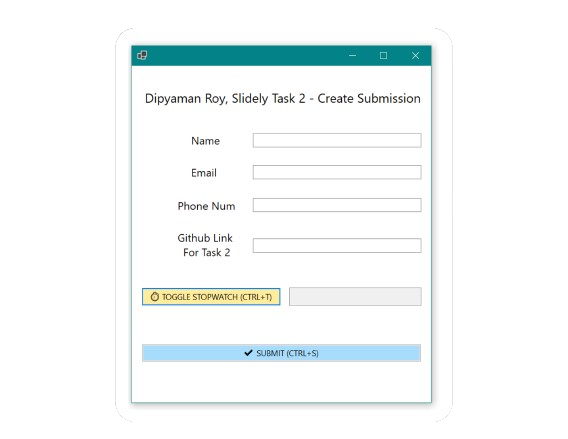 Dipyaman Roy, Slidely Task 2 - Create Submission
Name
Email
Phone Num
Github Link
For Task 2
TOGGLE STOPWATCH (CTRL+T)
SUBMIT (CTRL+S)